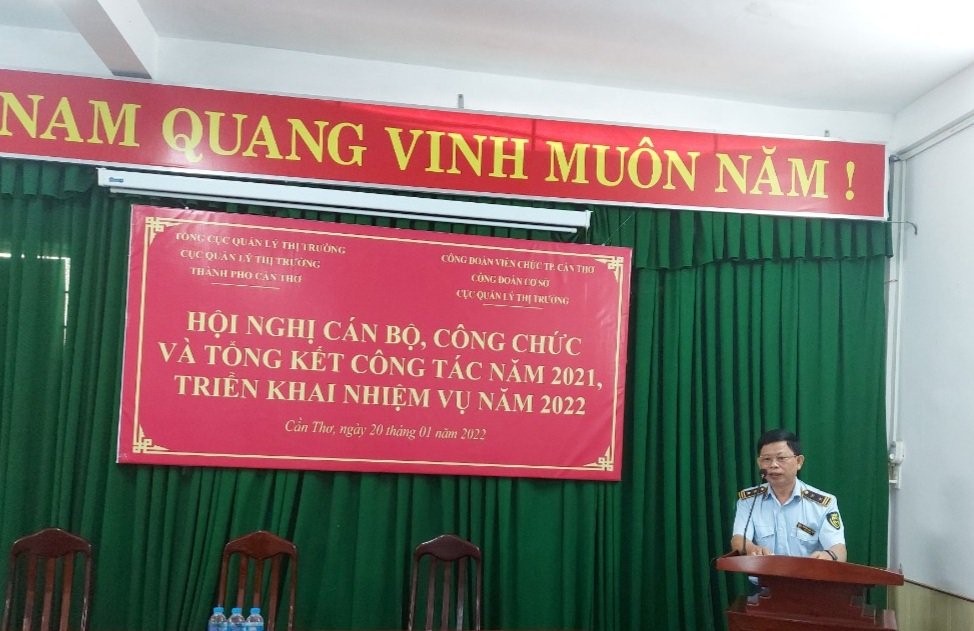 NAM QUANG VINH MUÔN NĂM !
TỔNG CỤC QUẢN LÝ THỊ TRƯỜNG
CỤC QUẢN LÝ THỊ TRƯỜNG
THÀNH PHỐ CẦN THƠ
CÔNG ĐOÀN VIÊN CHỨC TP. CẦN THƠ
CÔNG ĐOÀN CƠ SỞ
CỤC QUẢN LÝ THỊ TRƯỜNG
HỘI NGHỊ CÁN BỘ, CÔNG CHỨC
VÀ TỔNG KẾT CÔNG TÁC NĂM 2021,
TRIỂN KHAI NHIỆM VỤ NĂM 2022
Cần Thơ, ngày 20 tháng 01 năm 2022